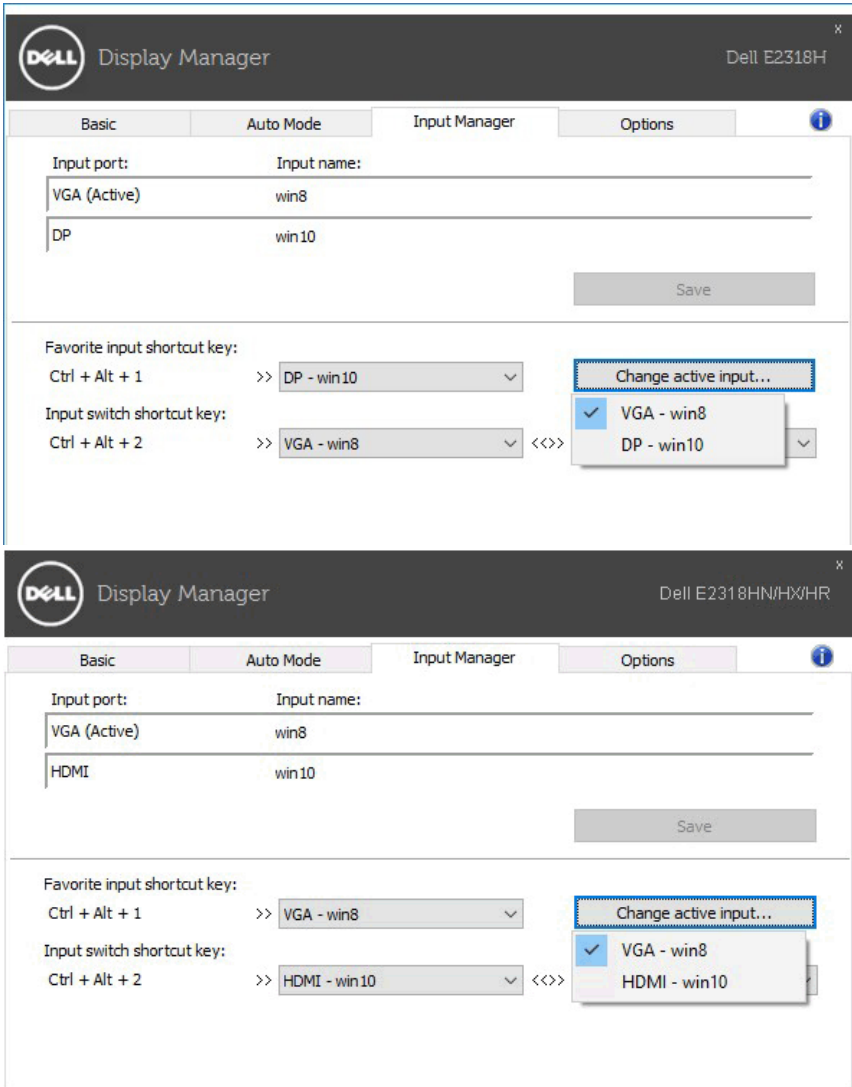 x
DELL Display Manager Dell E2318H
Basic Auto Mode Input Manager Options i
Input port: Input name:
VGA (Active) win8
DP win10
Save
Favorite input shortcut key:
Ctrl + Alt + 1 >> DP - win10 Change active input...
VGA - win8
Input switch shortcut key:
Ctrl + Alt + 2 >> VGA - win8 <<>> DP - win10
x
DELL Display Manager Dell E2318HN/HX/HR
Basic Auto Mode Input Manager Options i
Input port: Input name:
VGA (Active) win8
HDMI win10
Save
Favorite input shortcut key:
Ctrl + Alt + 1 >> VGA - win8 Change active input...
Input switch shortcut key: VGA - win8
Ctrl + Alt + 2 >> HDMI - win10 <<>> HDMI - win10